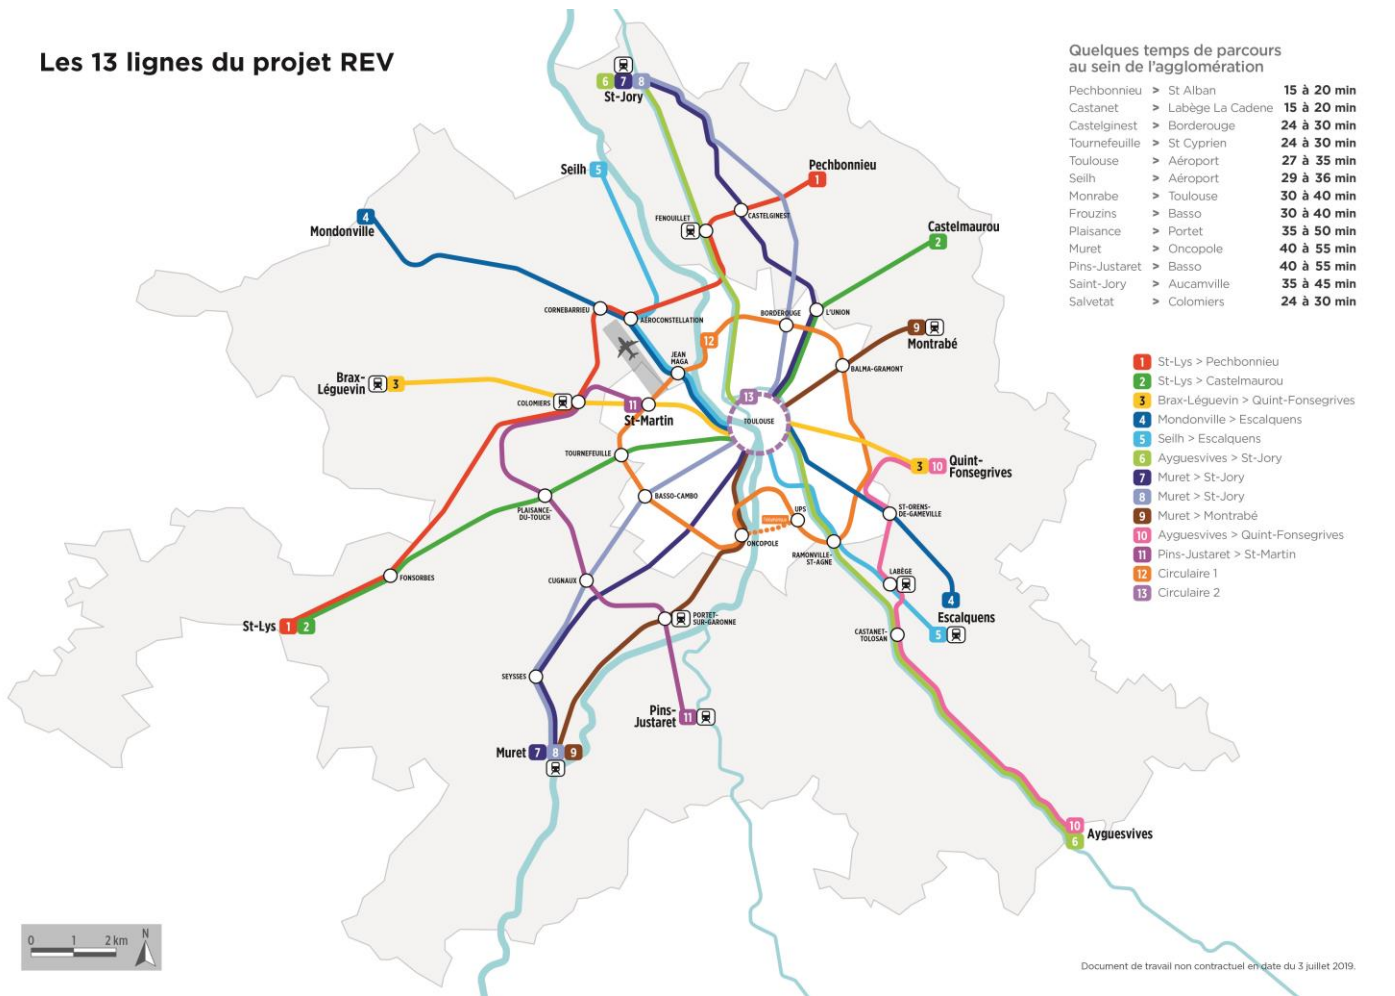 Les 13 lignes du projet REV
Quelques temps de parcours
au sein de l'agglomération
Pechbonnieu > St Alban 15 à 20 min
Castanet > Labège La Cadene 15 à 20 min
Castelginest > Borderouge 24 à 30 min
Tournefeuille > St Cyprien 24 à 30 min
Toulouse > Aéroport 27 à 35 min
Seilh > Aéroport 29 à 36 min
Monrabe > Toulouse 30 à 40 min
Frouzins > Basso 30 à 40 min
Plaisance > Portet 35 à 50 min
Muret > Oncopole 40 à 55 min
Pins-Justaret > Basso 40 à 55 min
Saint-Jory > Aucamville 35 à 45 min
Salvetat > Colomiers 24 à 30 min
6 7 8
St-Jory
Seilh 5
Pechbonnieu
1
4
Mondonville
FENOUILLET
CASTELGINEST
Castelmaurou
2
CORNEBARRIEU
AÉROCONSTELLATION
BORDEROUGE
L'UNION
12
9
Montrabé
JEAN
MAGA
BALMA-GRAMONT
Brax-
Léguevin 3
COLOMIERS
11
St-Martin
13
TOULOUSE
TOURNEFEUILLE
3 10
Quint-
Fonsegrives
BASSO-CAMBO
PLAISANCE-
DU-TOUCH
UPS
ST-ORENS-
DE-GAMEVILLE
ONCOPOLE
RAMONVILLE-
ST-AGNE
FONSORBES
CUGNAUX
LABÈGE
4
Escalquens
5
St-Lys 1 2
PORTET-
SUR-GARONNE
CASTANET-
TOLOSAN
SEYSSES
Pins-
Justaret 11
Muret 7 8 9
10
6
Ayguesvives
1 St-Lys > Pechbonnieu
2 St-Lys > Castelmaurou
3 Brax-Léguevin > Quint-Fonsegrives
4 Mondonville > Escalquens
5 Seilh > Escalquens
6 Ayguesvives > St-Jory
7 Muret > St-Jory
8 Muret > St-Jory
9 Muret > Montrabé
10 Ayguesvives > Quint-Fonsegrives
11 Pins-Justaret > St-Martin
12 Circulaire 1
13 Circulaire 2
0 1 2 km
N
Document de travail non contractuel en date du 3 juillet 2019.